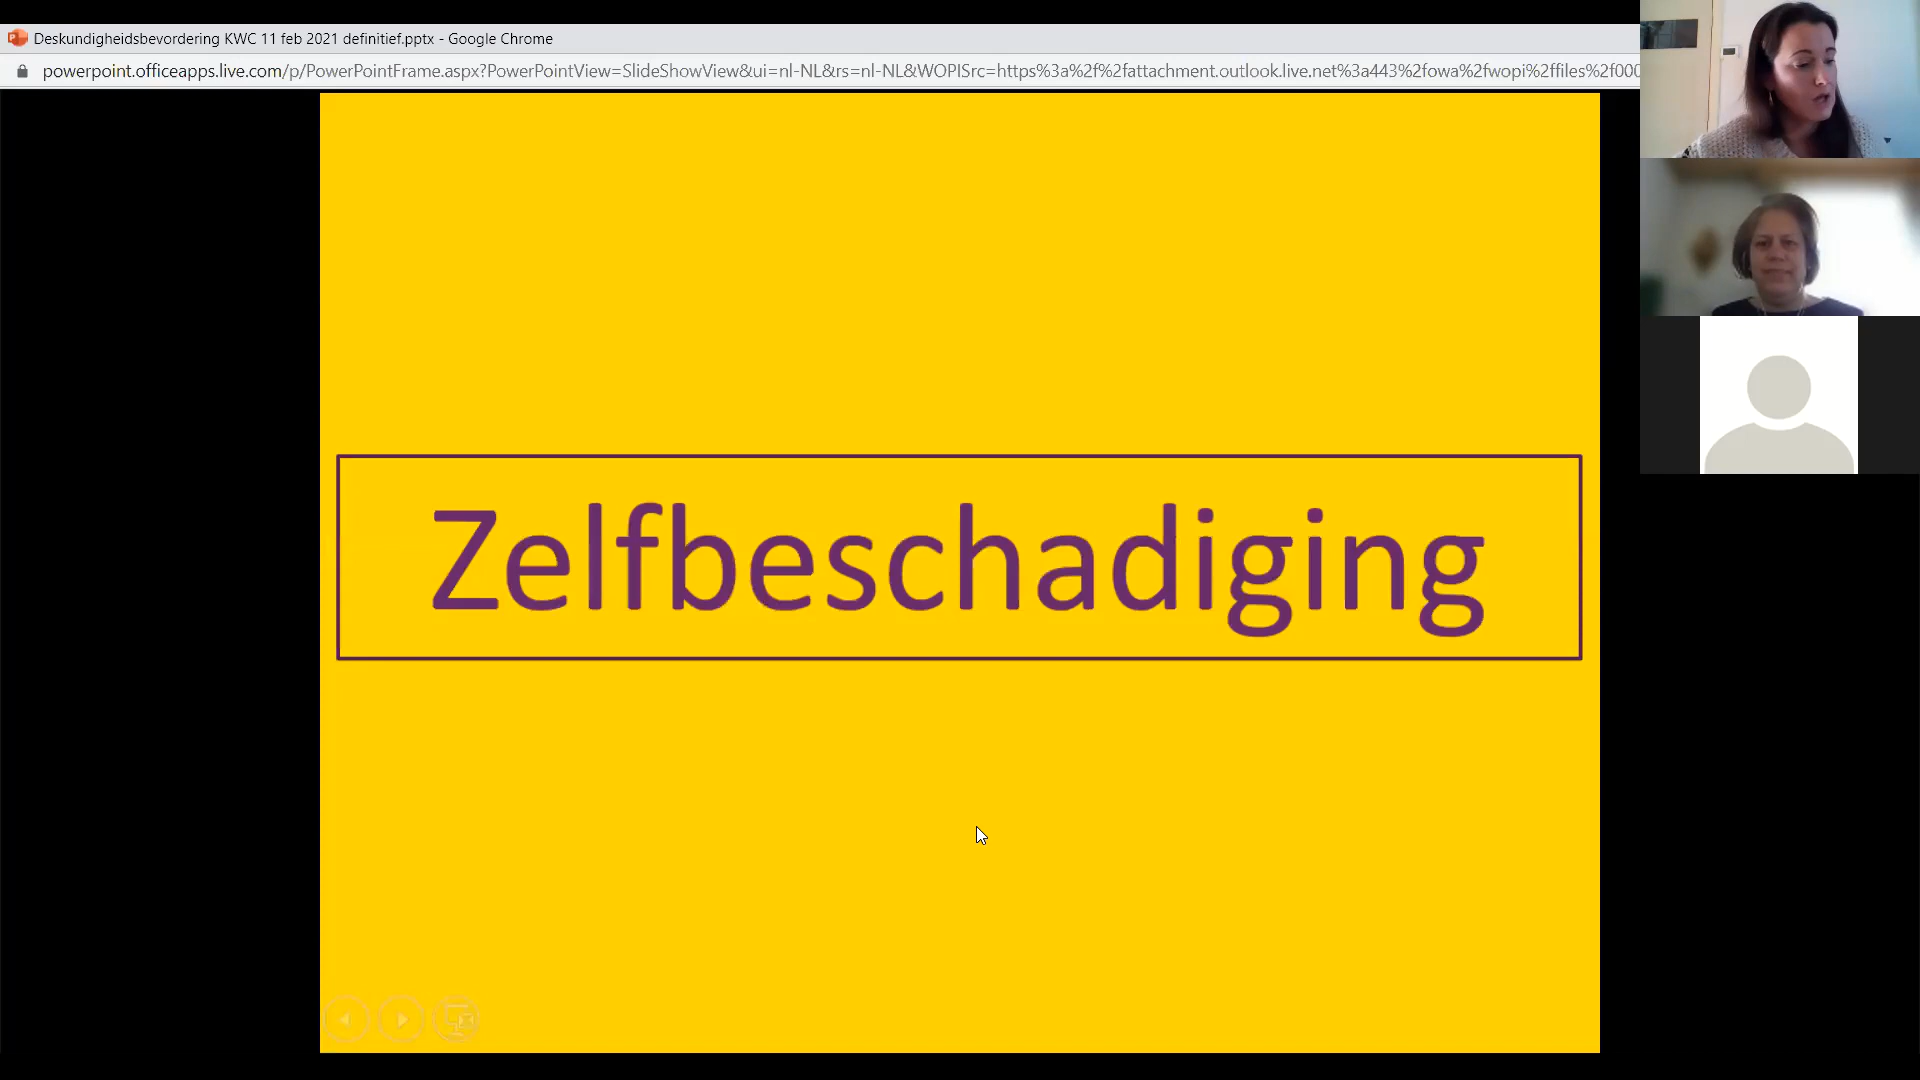 Deskundigheidsbevordering KWC 11 feb 2021 definitief.pptx - Google Chrome
powerpoint.officeapps.live.com/p/PowerPointFrame.aspx?PowerPointView=SlideShowView&ui=nl-NL&rs=nl-NL&WOPISrc=https%3a%2f%2fattachment.outlook.live.net%3a443%2fowa%2fwopi%2ffiles%2f000
Zelfbeschadiging